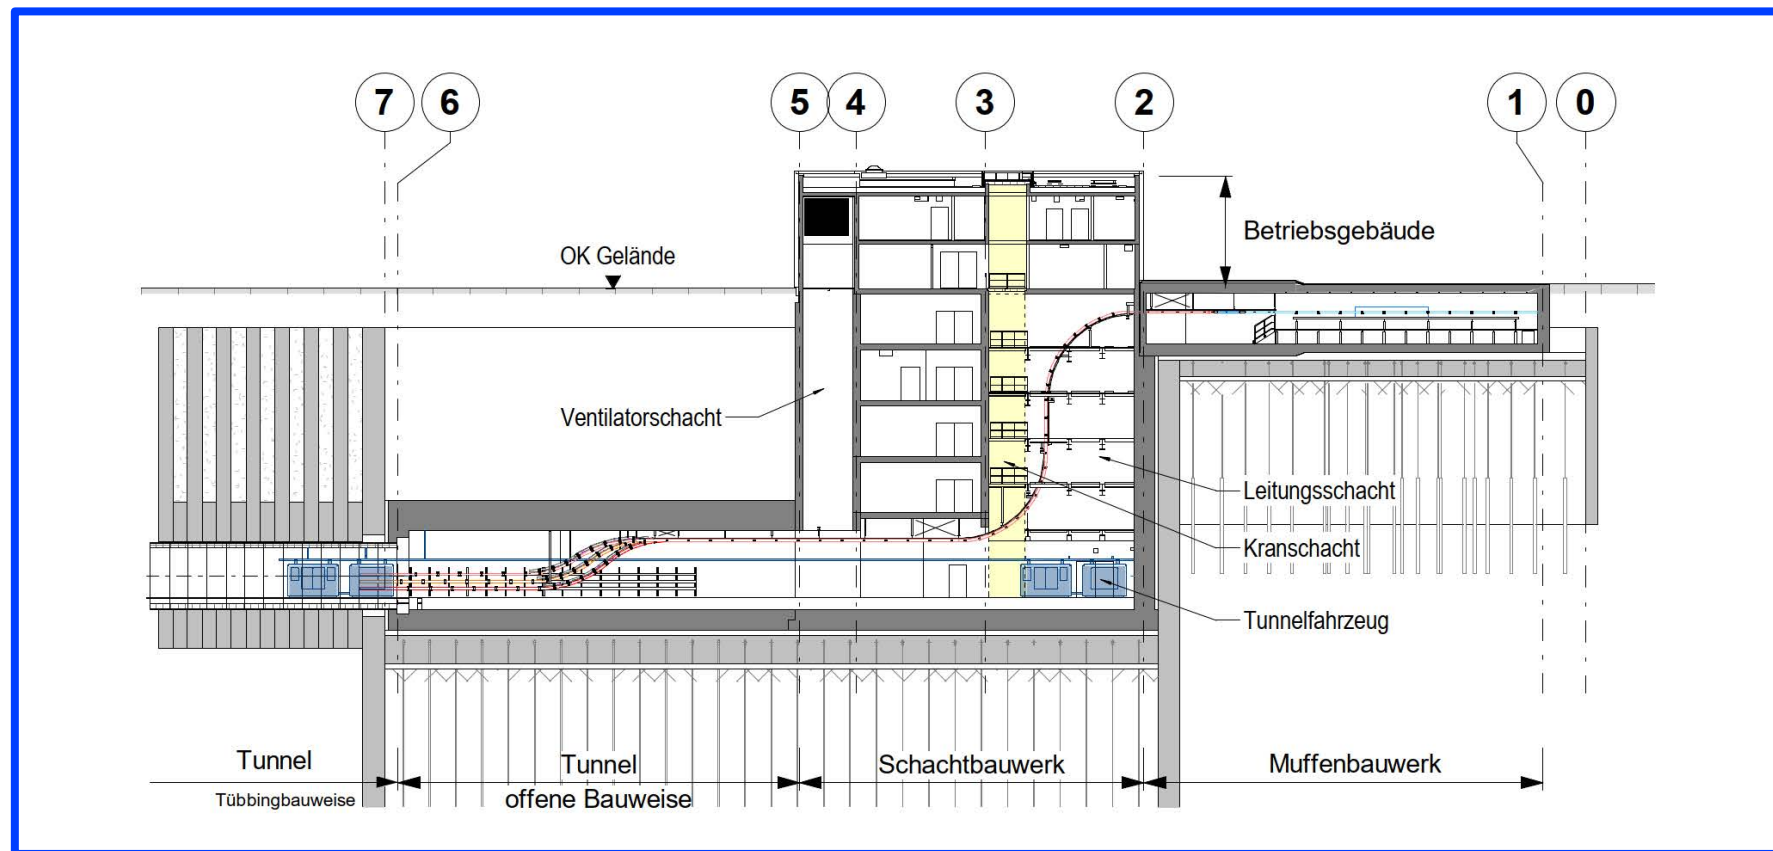 7 6 5 4 3 2 1 0
Betriebsgebäude
OK Gelände
Ventilatorschacht
Leitungsschacht
Kranschacht
Tunnelfahrzeug
Tunnel
Tübbingbauweise
Tunnel
offene Bauweise
Schachtbauwerk
Muffenbauwerk